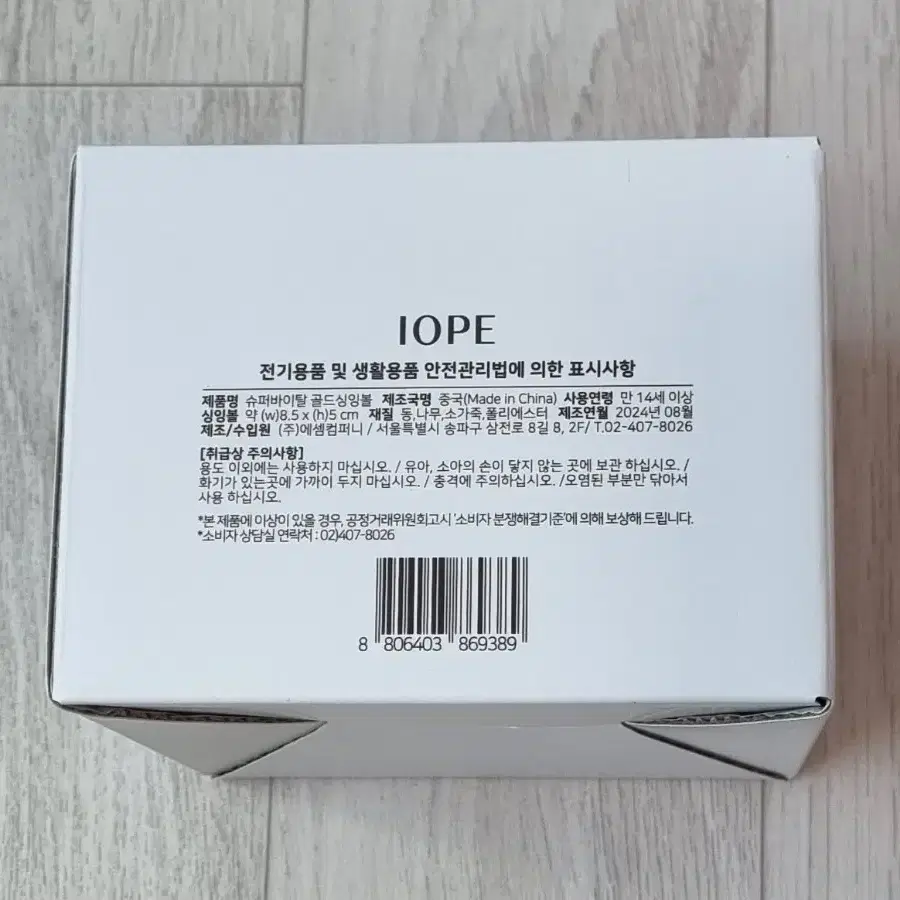 IOPE
전기용품 및 생활용품 안전관리법에 의한 표시사항
제품명 슈퍼바이탈 골드싱잉볼 제조국명 중국(Made in China) 사용연령 만 14세 이상
싱잉볼 약 (w)8.5 x (h)5 cm 재질 동,나무,소가죽,폴리에스터 제조연월 2024년 08월
제조/수입원 (주)에셈컴퍼니 / 서울특별시 송파구 삼전로 8길 8, 2F/ T.02-407-8026
[취급상 주의사항]
용도 이외에는 사용하지 마십시오. / 유아, 소아의 손이 닿지 않는 곳에 보관 하십시오. /
화기가 있는곳에 가까이 두지 마십시오. / 충격에 주의하십시오. /오염된 부분만 닦아서
사용 하십시오.
*본 제품에 이상이 있을 경우, 공정거래위원회고시 '소비자 분쟁해결기준'에 의해 보상해 드립니다.
*소비자 상담실 연락처 : 02)407-8026
8 806403 869389